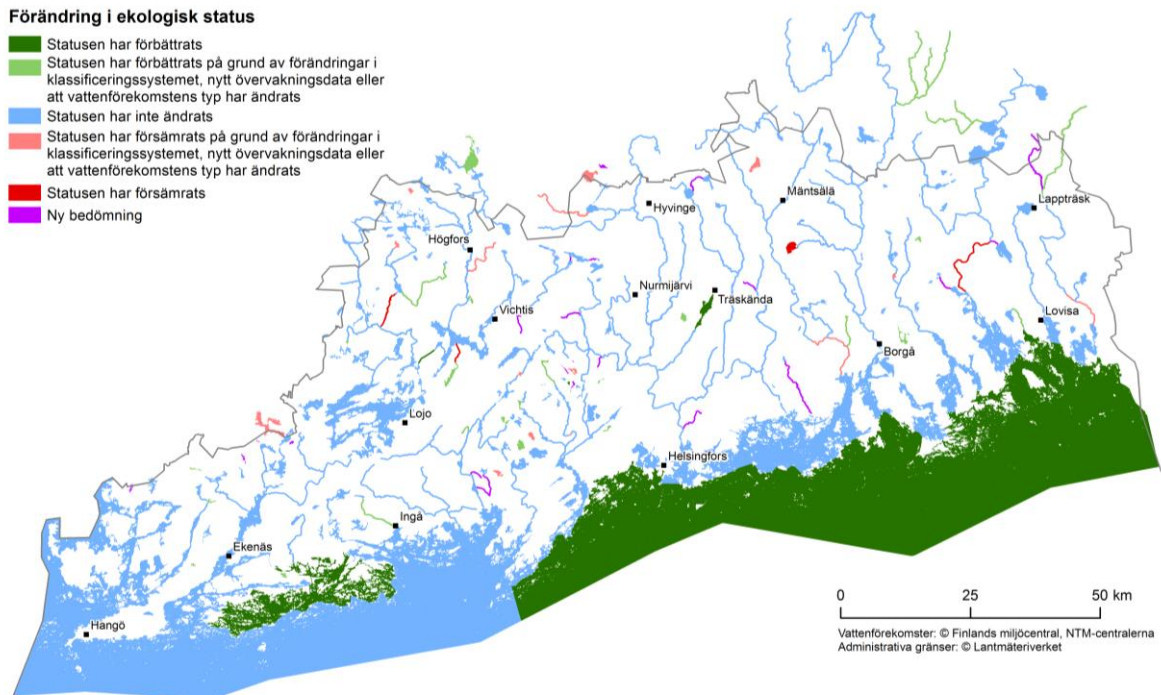 Förändring i ekologisk status
Statusen har förbättrats
Statusen har förbättrats på grund av förändringar i
klassificeringssystemet, nytt övervakningsdata eller
att vattenförekomstens typ har ändrats
Statusen har inte ändrats
Statusen har försämrats på grund av förändringar i
klassificeringssystemet, nytt övervakningsdata eller
att vattenförekomstens typ har ändrats
Statusen har försämrats
Ny bedömning
Mäntsälä
Lappträsk
Hyvinge
Högfors
Nurmijärvi
Träskända
Vichtis
Lovisa
Borgå
Lojo
Helsingfors
Ingå
Ekenäs
Hangö
0 25 50 km
Vattenförekomster: © Finlands miljöcentral, NTM-centralerna
Administrativa gränser: © Lantmäteriverket